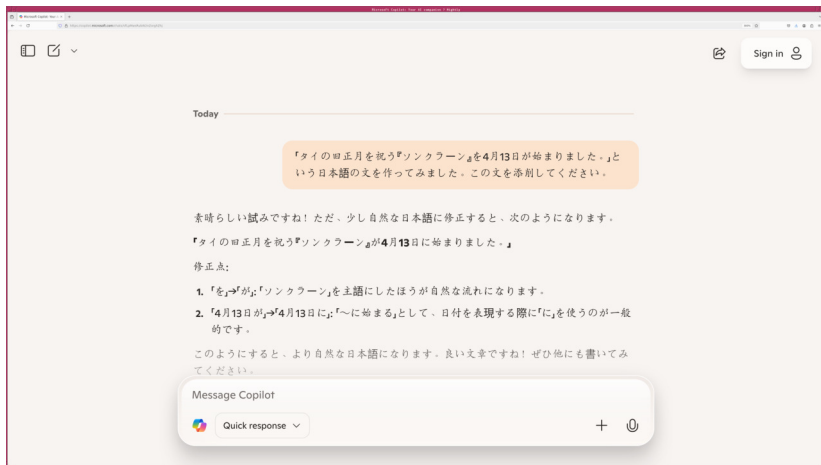 Microsoft Copilot: Your AI companion | Nightly
Today
Sign in
「タイの旧正月を祝う『ソンクラーン』を4月13日が始まりました。」と
いう日本語の文を作ってみました。この文を添削してください。
素晴らしい試みですね！ただ、少し自然な日本語に修正すると、次のようになります。
「タイの旧正月を祝う『ソンクラーン』が4月13日に始まりました。」
修正点:
1. 「を」→「が」:「ソンクラーン」を主語にしたほうが自然な流れになります。
2. 「4月13日が」→「4月13日に」:「〜に始まる」として、日付を表現する際に「に」を使うのが一般
的です。
このようにすると、より自然な日本語になります。良い文章ですね！ぜひ他にも書いてみ
てください。
Message Copilot
Quick response